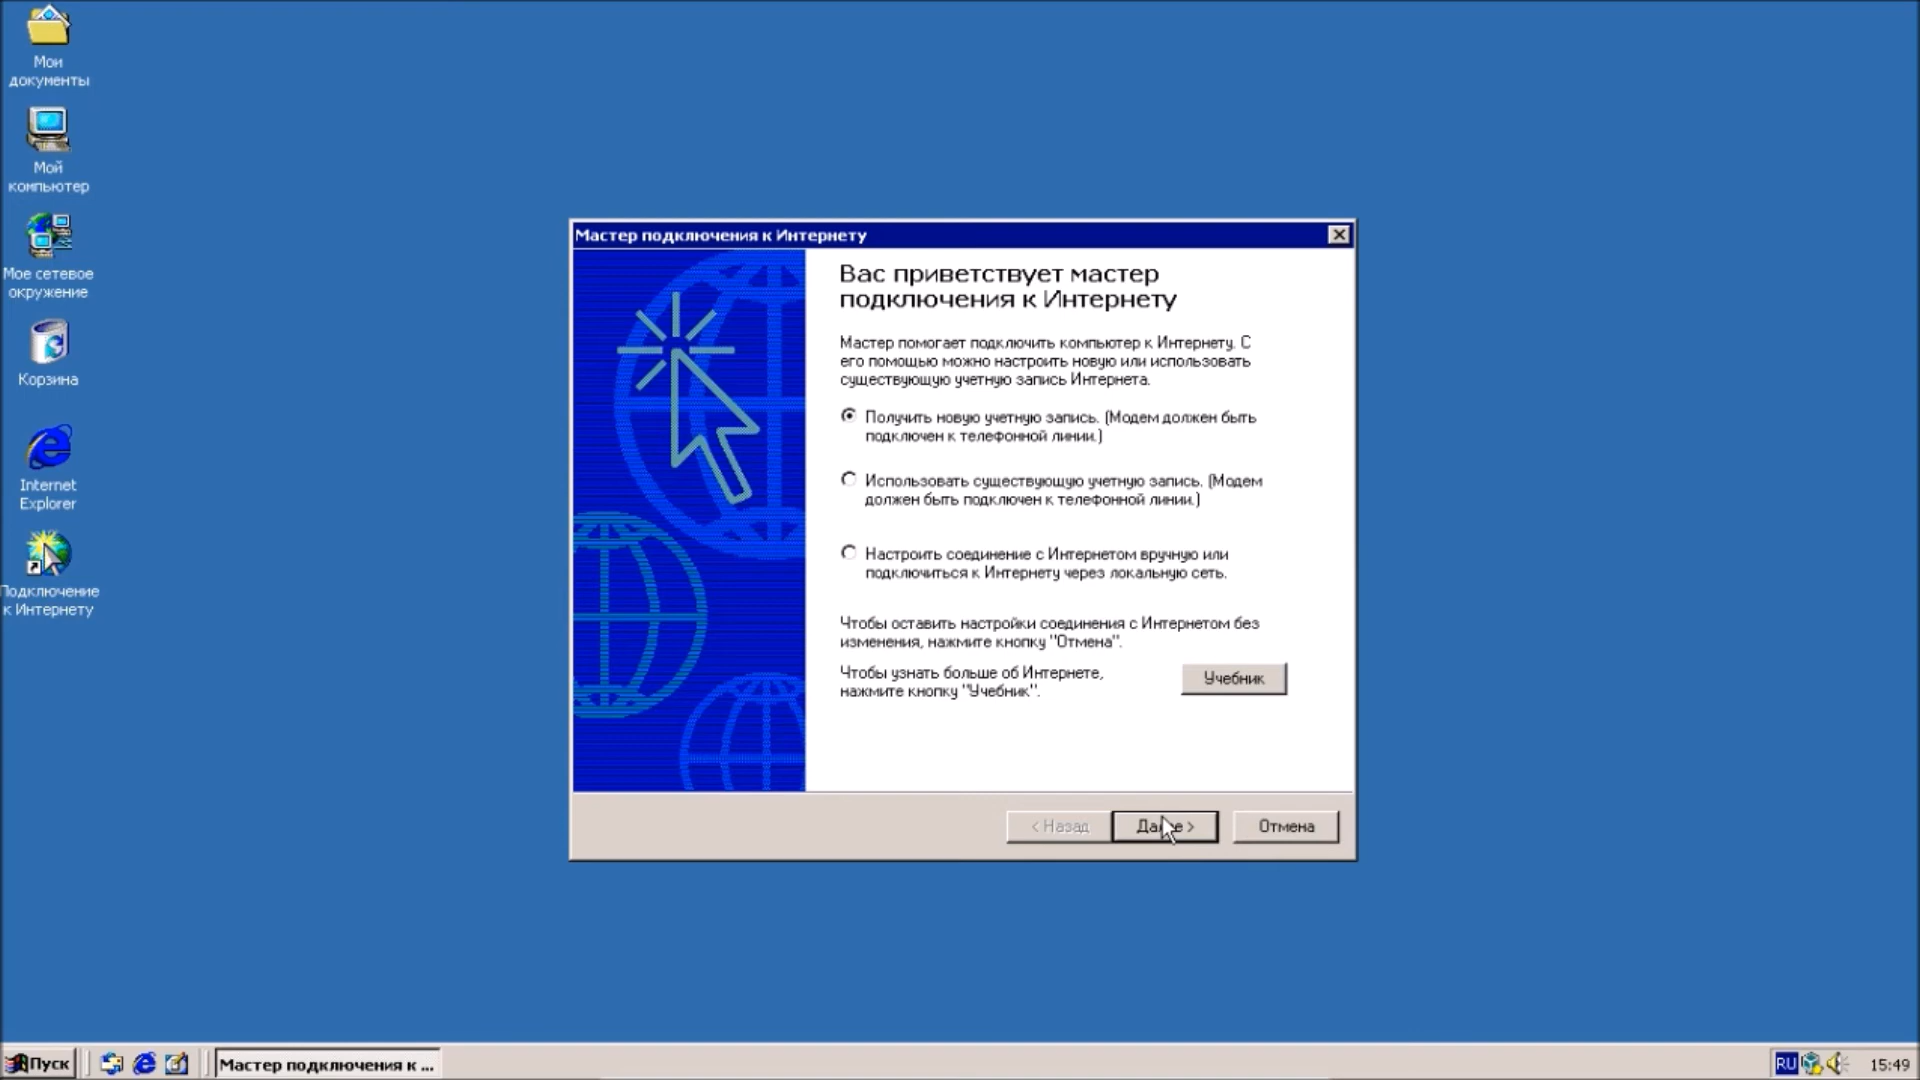 Мои
документы
Мой
компьютер
Мое сетевое
окружение
Корзина
Internet
Explorer
Подключение
к Интернету
Мастер подключения к Интернету
Вас приветствует мастер
подключения к Интернету
Мастер помогает подключить компьютер к Интернету. С
его помощью можно настроить новую или использовать
существующую учетную запись Интернета.
Получить новую учетную запись. (Модем должен быть
подключен к телефонной линии.)
Использовать существующую учетную запись. (Модем
должен быть подключен к телефонной линии.)
Настроить соединение с Интернетом вручную или
подключиться к Интернету через локальную сеть.
Чтобы оставить настройки соединения с Интернетом без
изменения, нажмите кнопку "Отмена".
Чтобы узнать больше об Интернете,
нажмите кнопку "Учебник".
Учебник
< Назад
Далее >
Отмена
Пуск
Мастер подключения к ...
RU
15:49